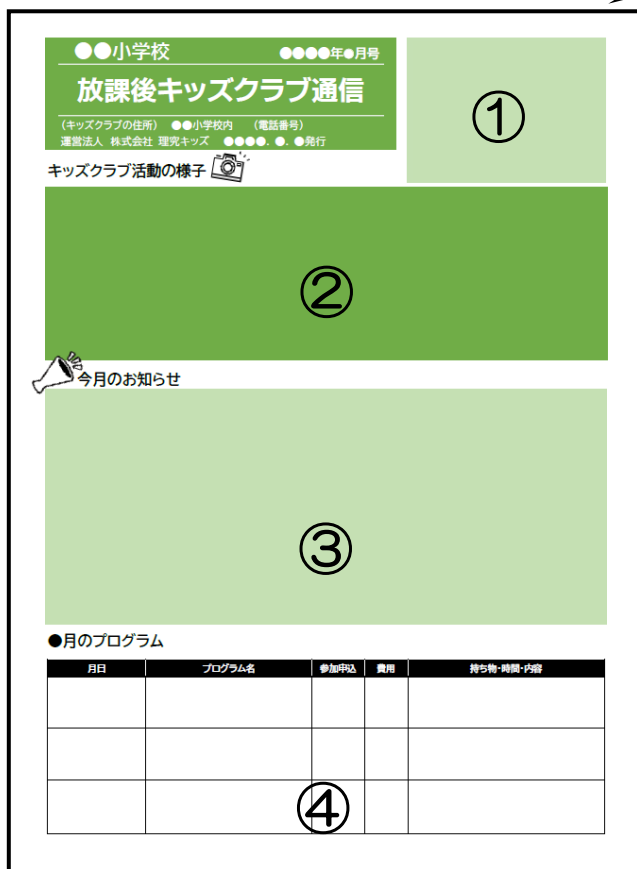 ●●小学校 ●●●●年●月号
放課後キッズクラブ通信
（キッズクラブの住所） ●●小学校内 （電話番号）
運営法人 株式会社 理究キッズ ●●●●. ●. ●発行
①
キッズクラブ活動の様子
②
今月のお知らせ
③
●月のプログラム
月日 プログラム名 参加申込 費用 持ち物・時間・内容
④